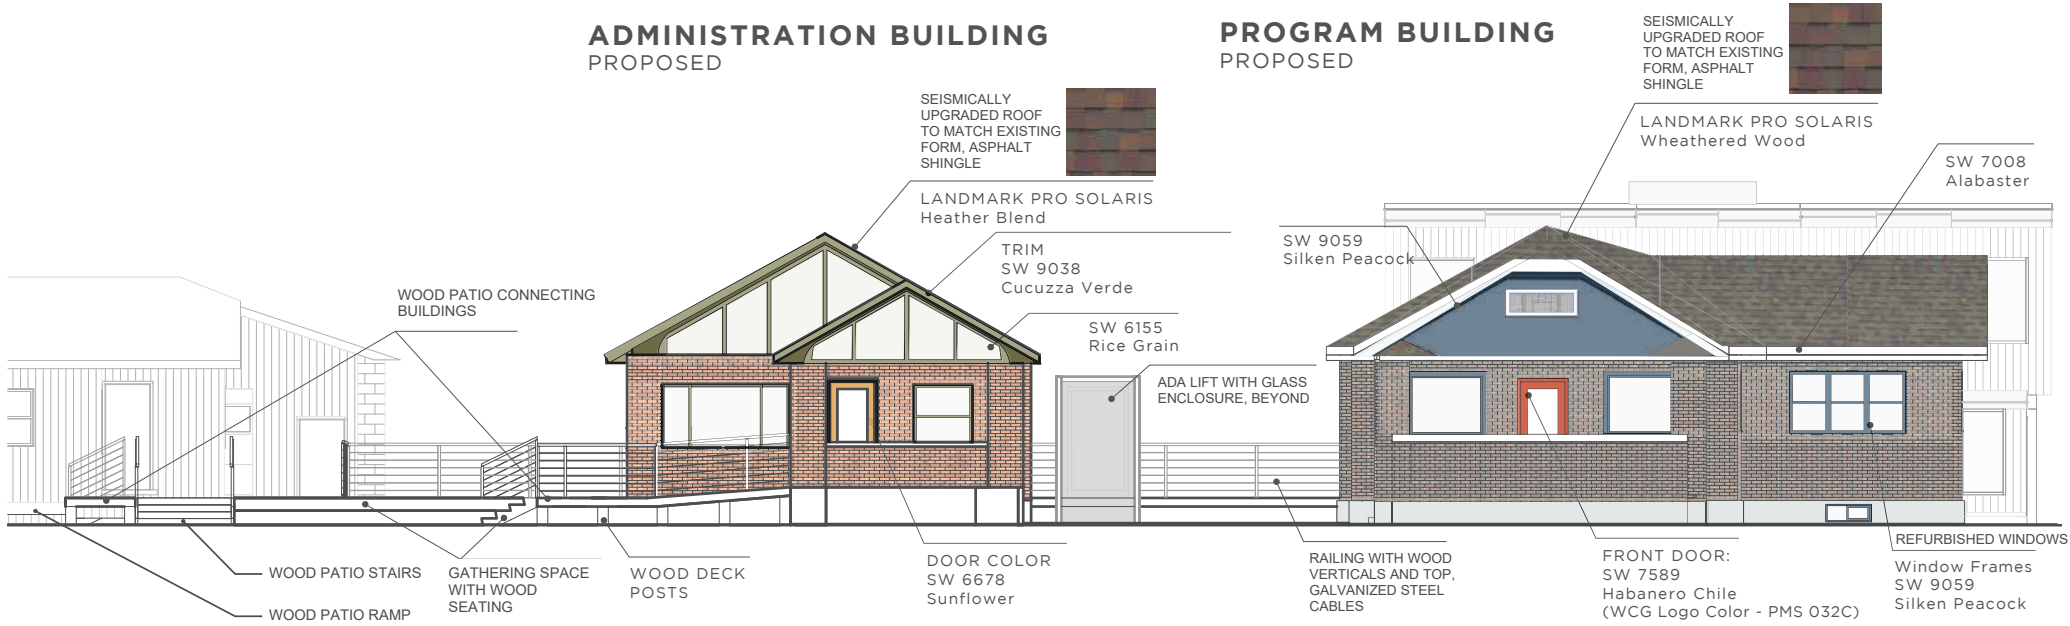 ADMINISTRATION BUILDING
PROPOSED
SEISMICALLY
UPGRADED ROOF
TO MATCH EXISTING
FORM, ASPHALT
SHINGLE
LANDMARK PRO SOLARIS
Heather Blend
TRIM
SW 9038
Cucuzza Verde
SW 6155
Rice Grain
ADA LIFT WITH GLASS
ENCLOSURE, BEYOND
WOOD PATIO CONNECTING
BUILDINGS
WOOD PATIO STAIRS
WOOD PATIO RAMP
GATHERING SPACE
WITH WOOD
SEATING
WOOD DECK
POSTS
DOOR COLOR
SW 6678
Sunflower
PROGRAM BUILDING
PROPOSED
SEISMICALLY
UPGRADED ROOF
TO MATCH EXISTING
FORM, ASPHALT
SHINGLE
LANDMARK PRO SOLARIS
Wheathered Wood
SW 7008
Alabaster
SW 9059
Silken Peacock
RAILING WITH WOOD
VERTICALS AND TOP,
GALVANIZED STEEL
CABLES
FRONT DOOR:
SW 7589
Habanero Chile
(WCG Logo Color - PMS 032C)
REFURBISHED WINDOWS
Window Frames
SW 9059
Silken Peacock